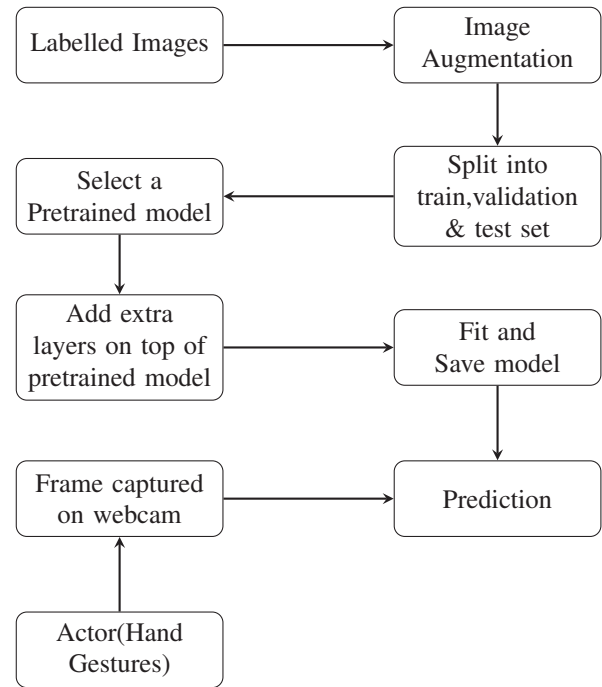 Labelled Images
Image
Augmentation
Split into
train,validation
& test set
Select a
Pretrained model
Add extra
layers on top of
pretrained model
Fit and
Save model
Frame captured
on webcam
Prediction
Actor(Hand
Gestures)